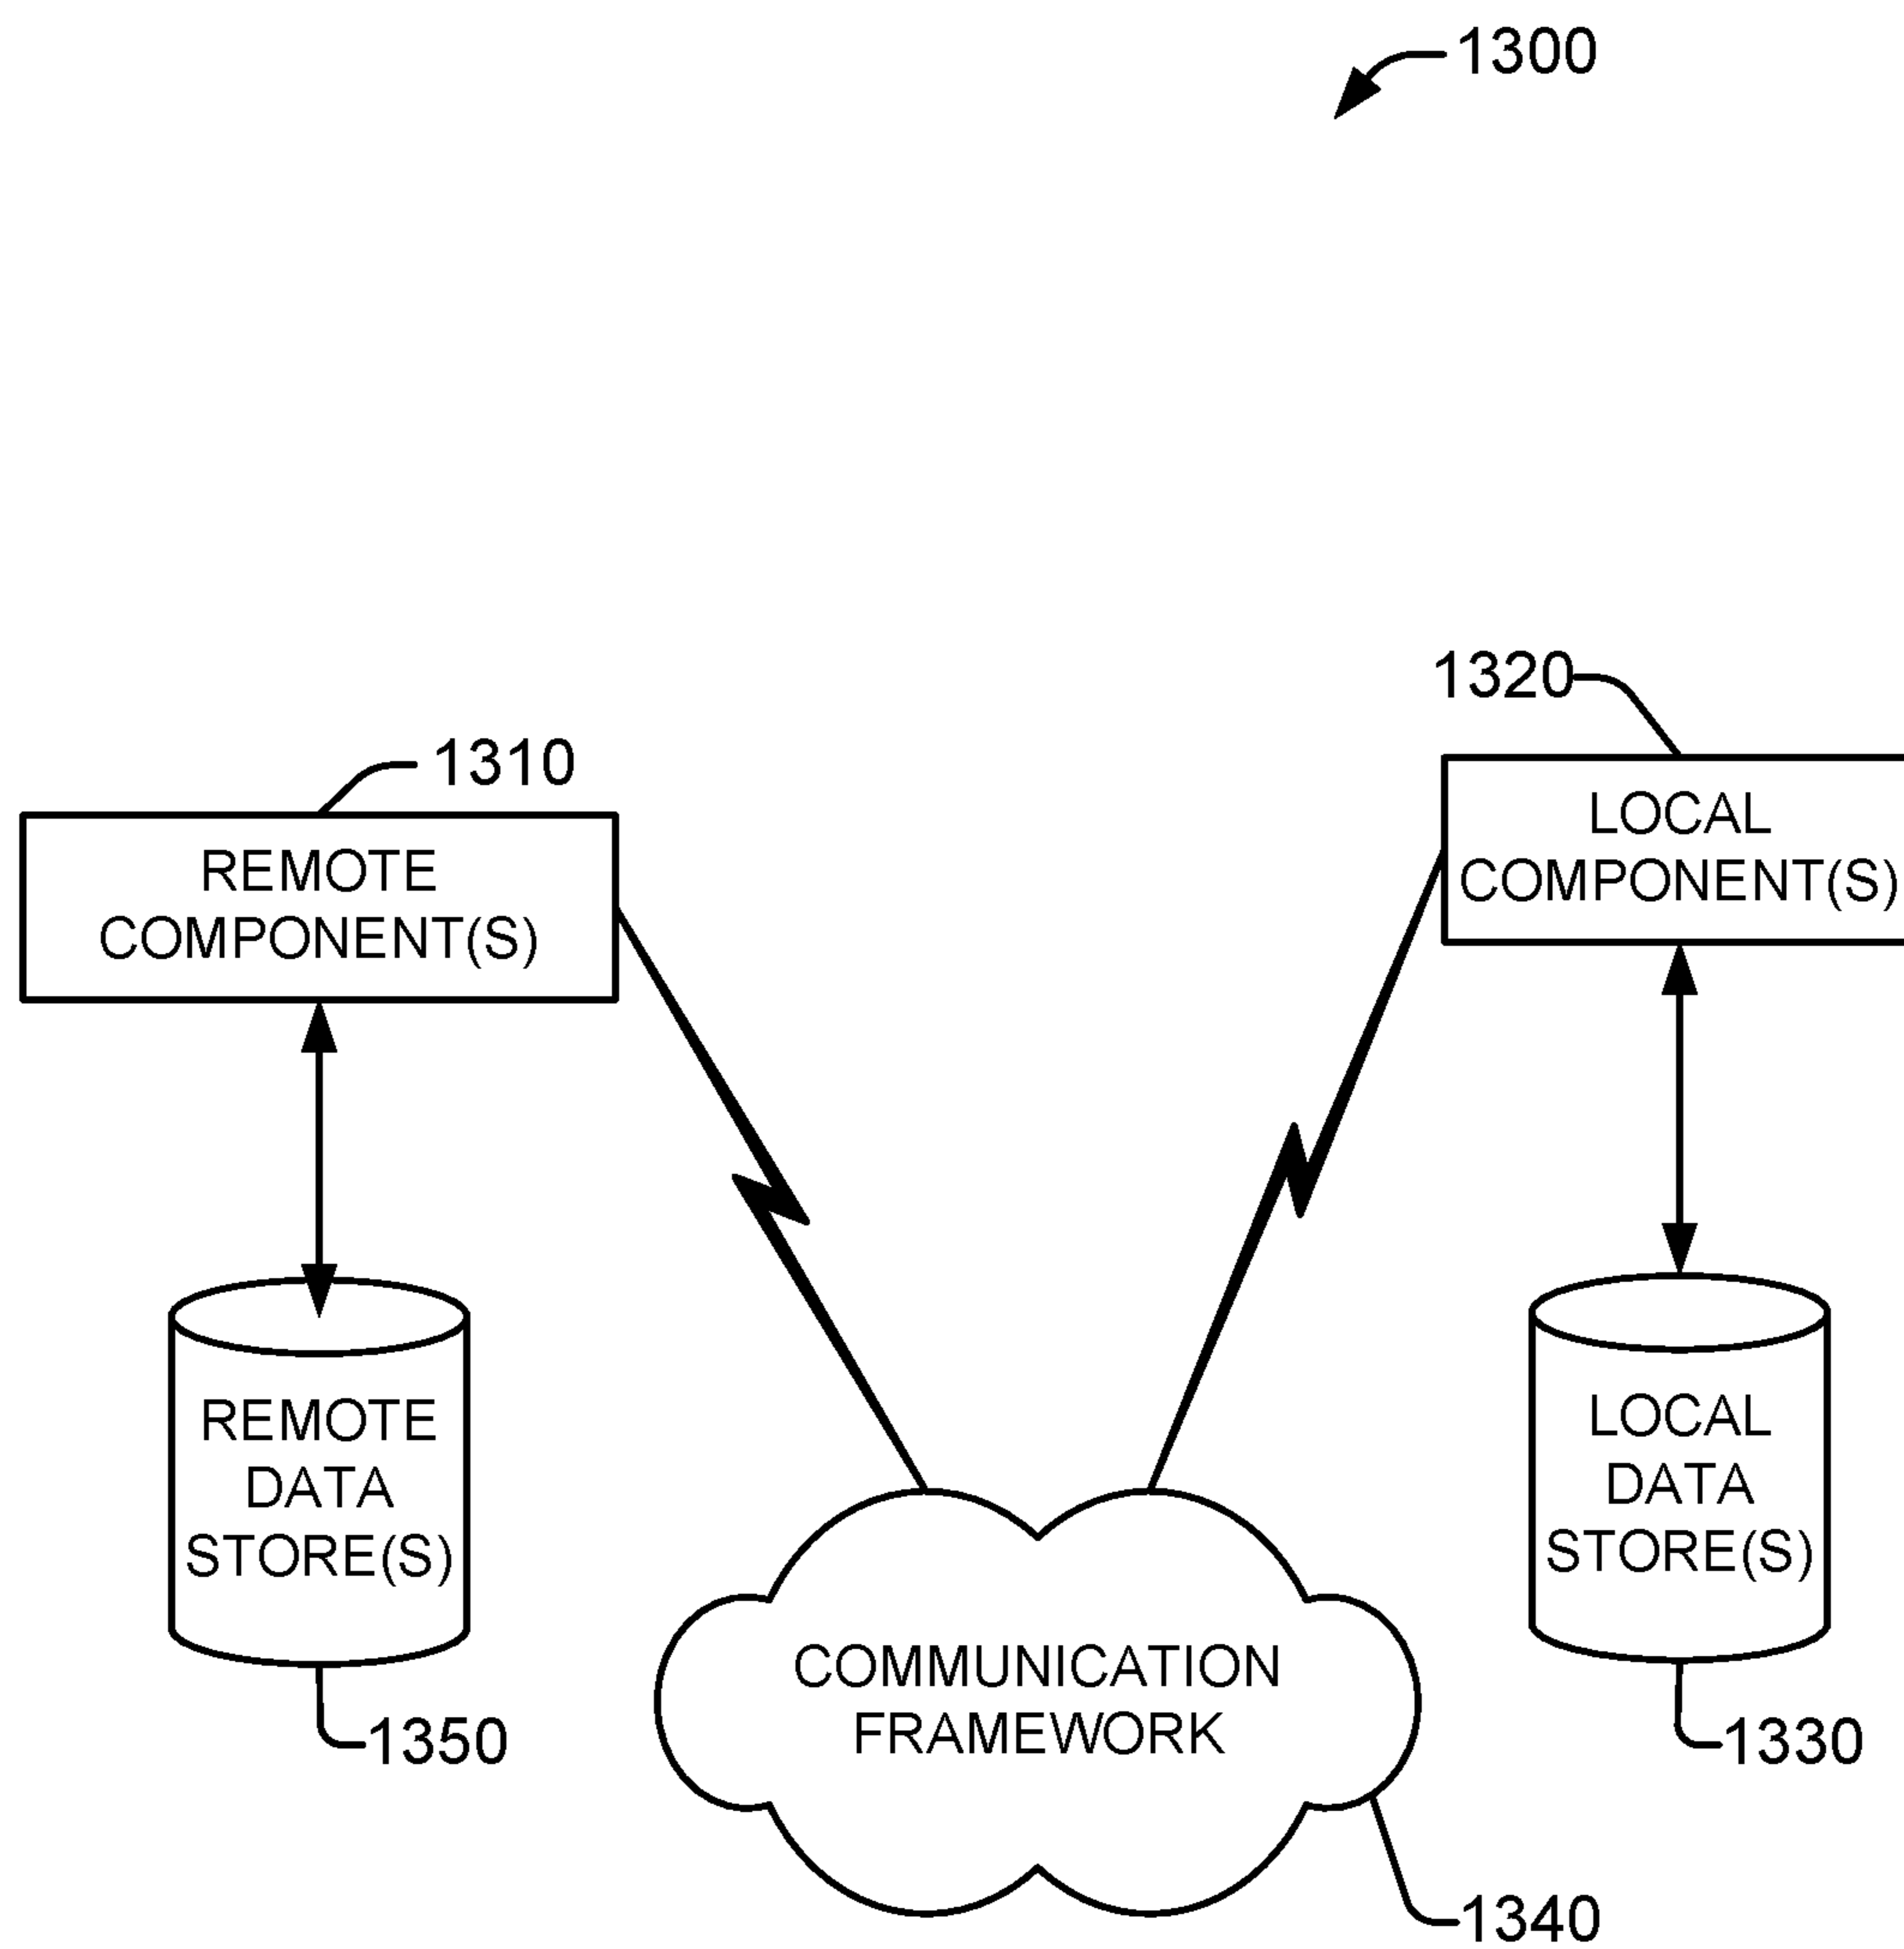 1300
1320
1310
LOCAL
COMPONENT(S)
REMOTE
COMPONENT(S)
REMOTE
DATA
STORE(S)
LOCAL
DATA
STORE(S)
COMMUNICATION
FRAMEWORK
1350
1330
1340